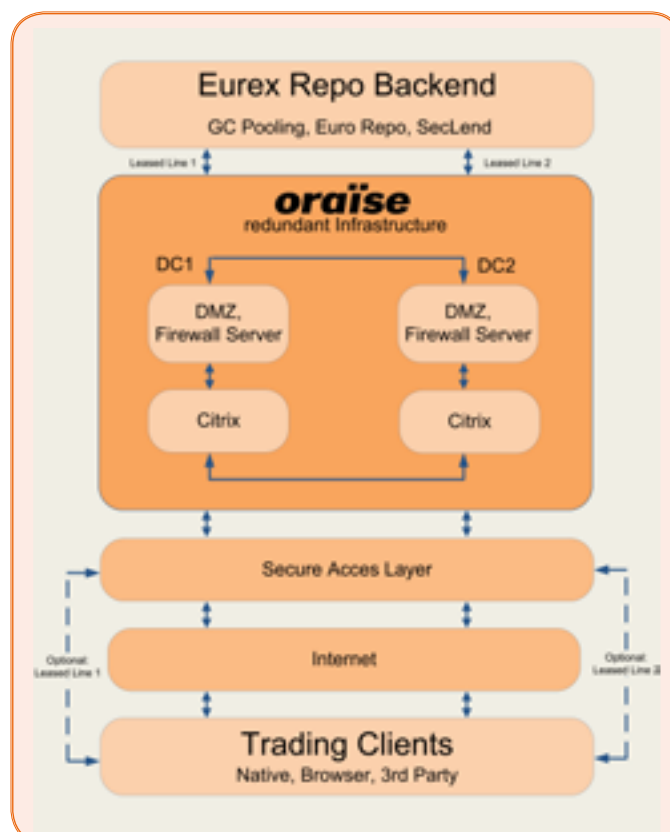 Eurex Repo Backend
GC Pooling, Euro Repo, SecLend
Leased Line 1
Leased Line 2
oraïse
redundant Infrastructure
DC1
DC2
DMZ,
Firewall Server
DMZ,
Firewall Server
Citrix
Citrix
Secure Acces Layer
Internet
Optional:
Leased Line 1
Optional:
Leased Line 2
Trading Clients
Native, Browser, 3rd Party